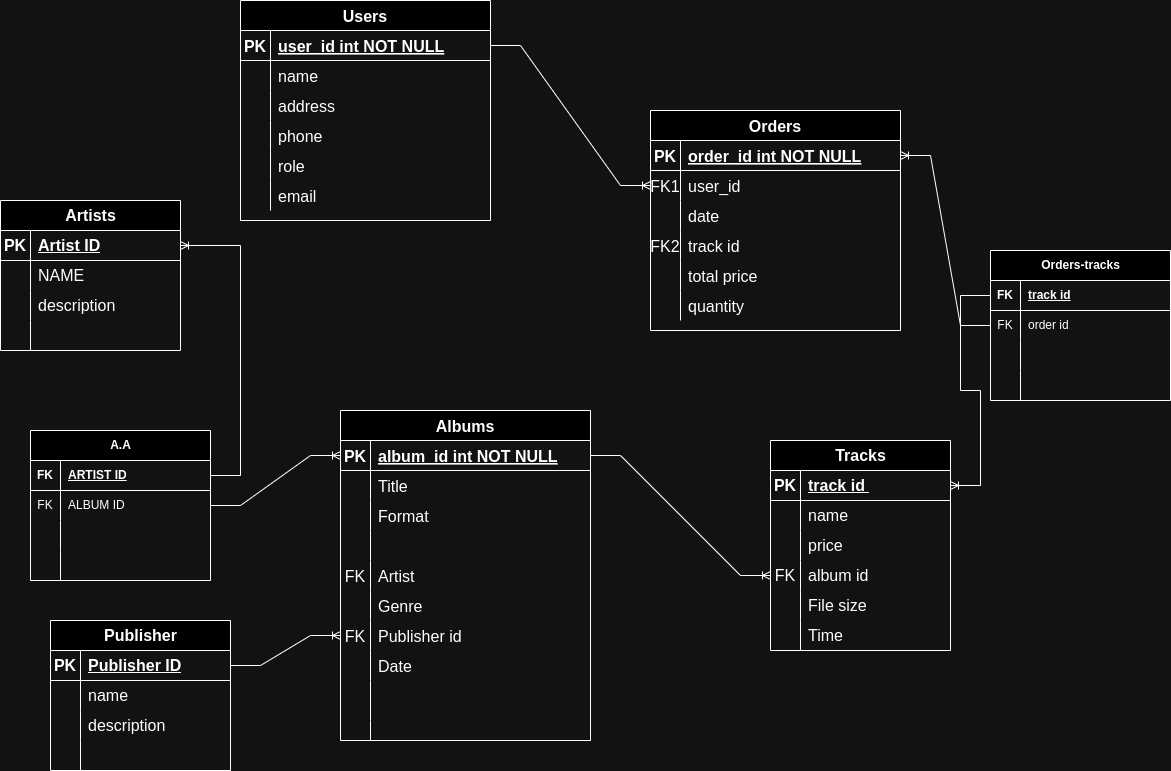 Users
PK user_id int NOT NULL
name
address
phone
role
email
Orders
PK order_id int NOT NULL
FK1 user_id
date
FK2 track id
total price
quantity
Artists
PK Artist ID
NAME
description
Orders-tracks
FK track id
FK order id
A.A
FK ARTIST ID
FK ALBUM ID
Albums
PK album_id int NOT NULL
Title
Format
FK Artist
Genre
FK Publisher id
Date
Tracks
PK track id
name
price
FK album id
File size
Time
Publisher
PK Publisher ID
name
description